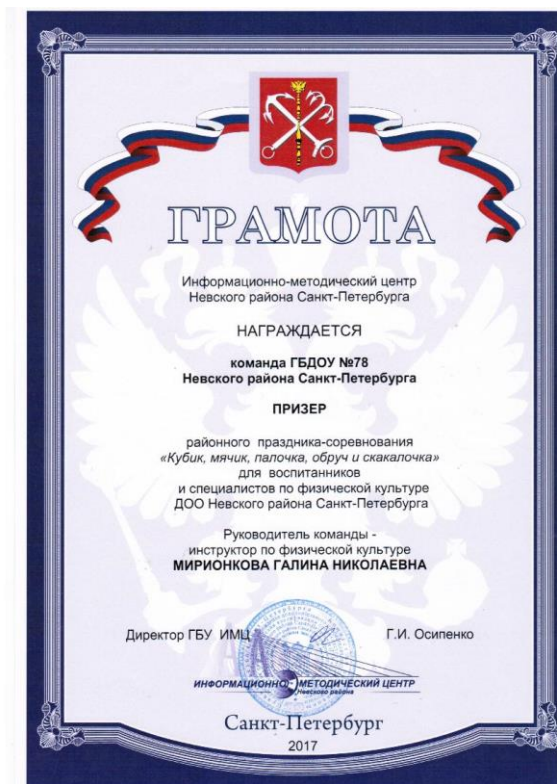 ГРАМОТА
Информационно-методический центр
Невского района Санкт-Петербурга
НАГРАЖДАЕТСЯ
команда ГБДОУ №78
Невского района Санкт-Петербурга
ПРИЗЕР
районного праздника-соревнования
«Кубик, мячик, палочка, обруч и скакалочка»
для воспитанников
и специалистов по физической культуре
ДОО Невского района Санкт-Петербурга
Руководитель команды -
инструктор по физической культуре
МИРИОНКОВА ГАЛИНА НИКОЛАЕВНА
Директор ГБУ ИМЦ Г.И. Осипенко
ИНФОРМАЦИОННО-МЕТОДИЧЕСКИЙ ЦЕНТР
Невского района
Санкт-Петербург
2017